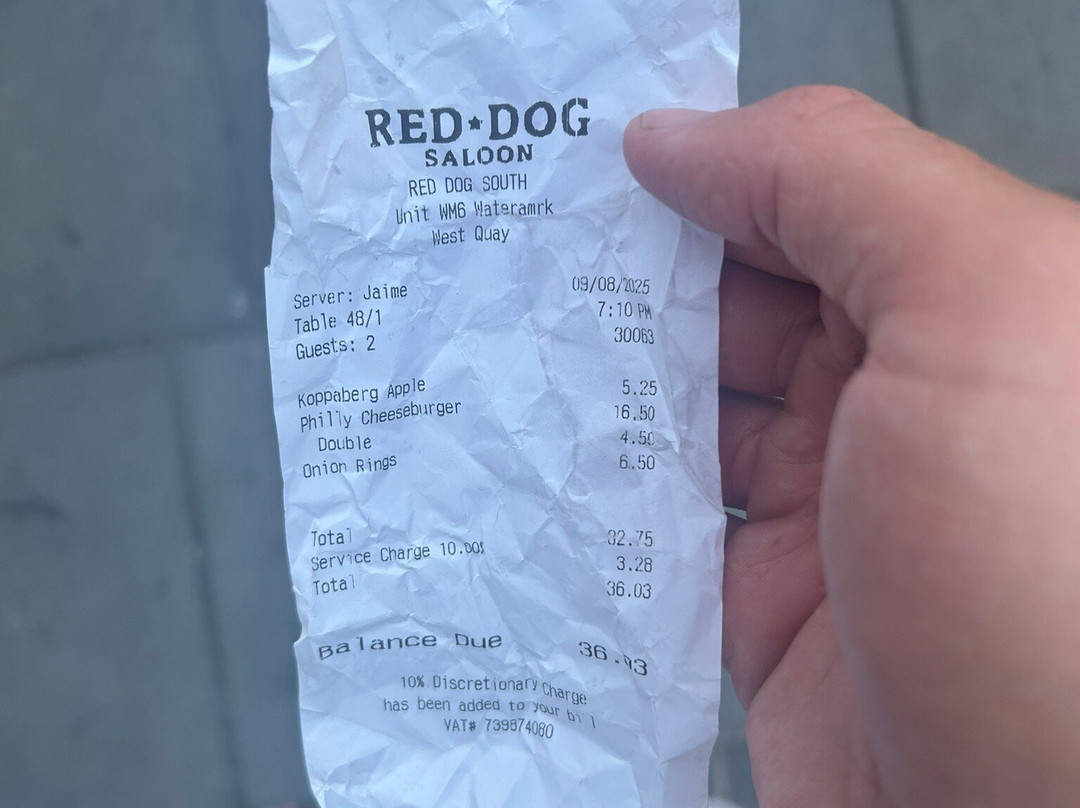 RED★DOG
SALOON
RED DOG SOUTH
Unit WM6 Wateramrk
West Quay
Server: Jaime 09/08/2025
Table 48/1 7:10 PM
Guests: 2 30063
Koppaberg Apple 5.25
Philly Cheeseburger 16.50
Double 4.50
Onion Rings 6.50
Total 32.75
Service Charge 10.00% 3.28
Total 36.03
Balance Due 36.03
10% Discretionary Charge
has been added to your bill
VAT# 739874080